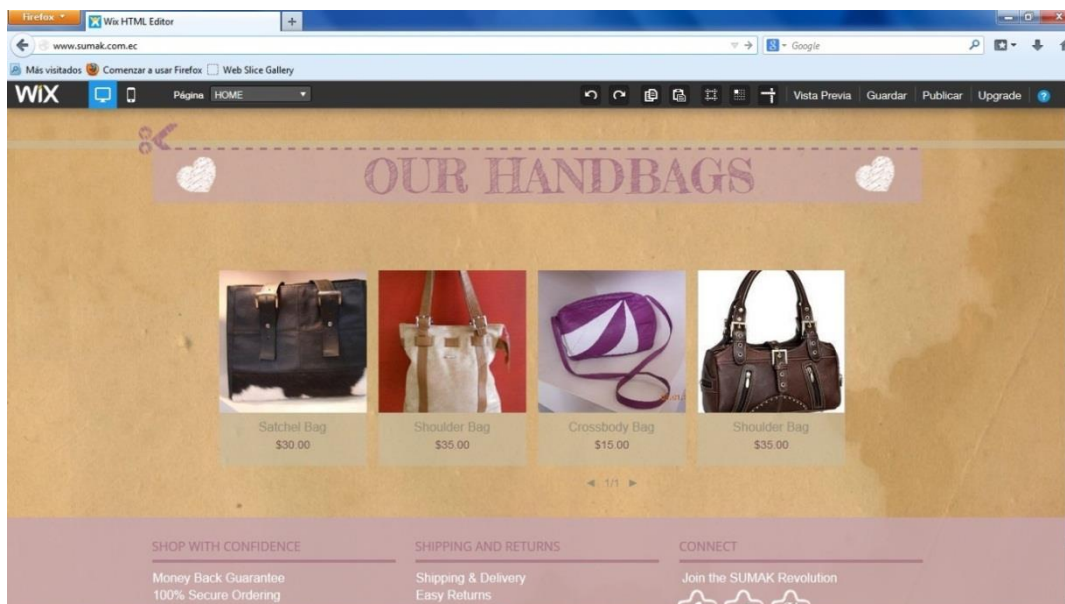 Firefox
Wix HTML Editor
www.sumak.com.ec
Google
Más visitados Comenzar a usar Firefox Web Slice Gallery
WiX Página HOME Vista Previa Guardar Publicar Upgrade ?
OUR HANDBAGS
Satchel Bag Shoulder Bag Crossbody Bag Shoulder Bag
$30.00 $35.00 $15.00 $35.00
1/1
SHOP WITH CONFIDENCE SHIPPING AND RETURNS CONNECT
Money Back Guarantee Shipping & Delivery Join the SUMAK Revolution
100% Secure Ordering Easy Returns